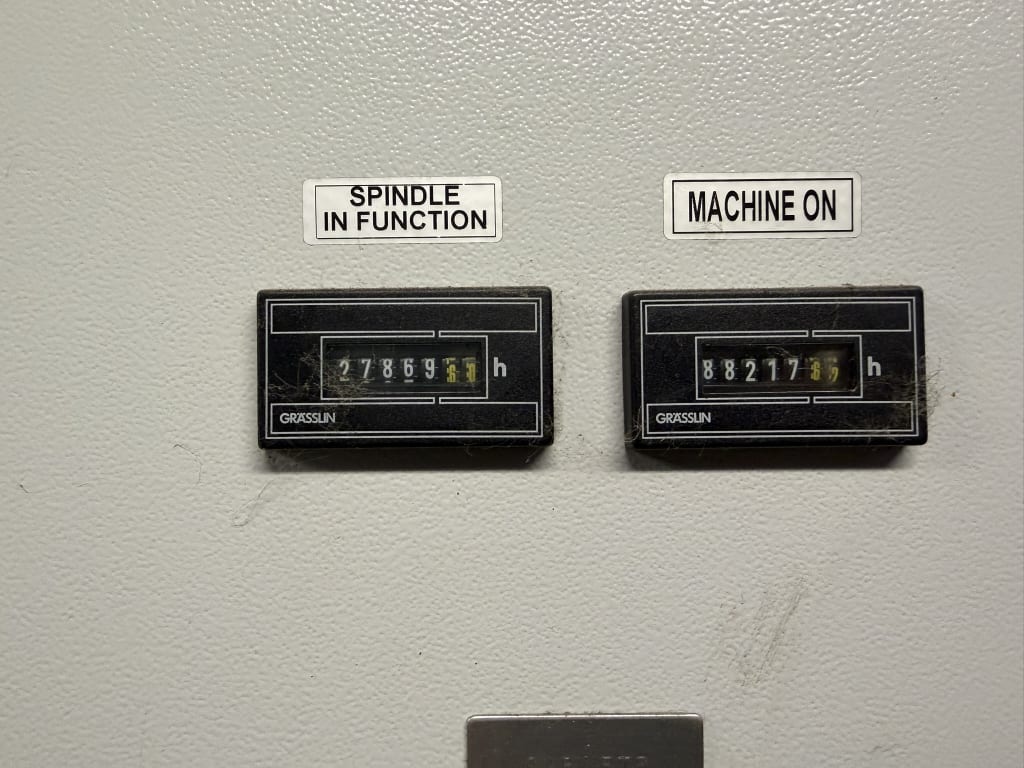 SPINDLE
IN FUNCTION
MACHINE ON
27869 h
88217 h
GRÄSSLIN
GRÄSSLIN